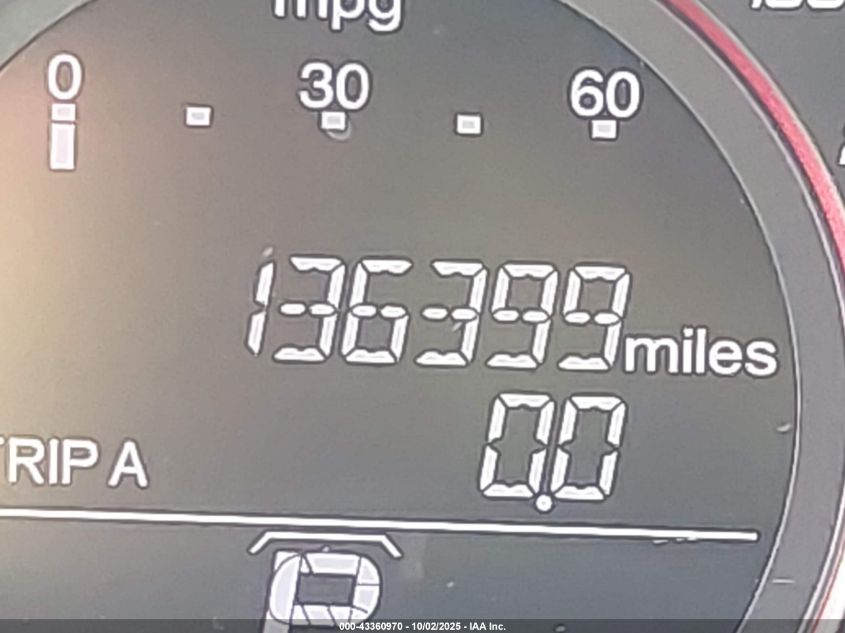 mpg
0 30 60
136399 miles
0.0
TRIP A
P
000-43360970 - 10/02/2025 - IAA Inc.